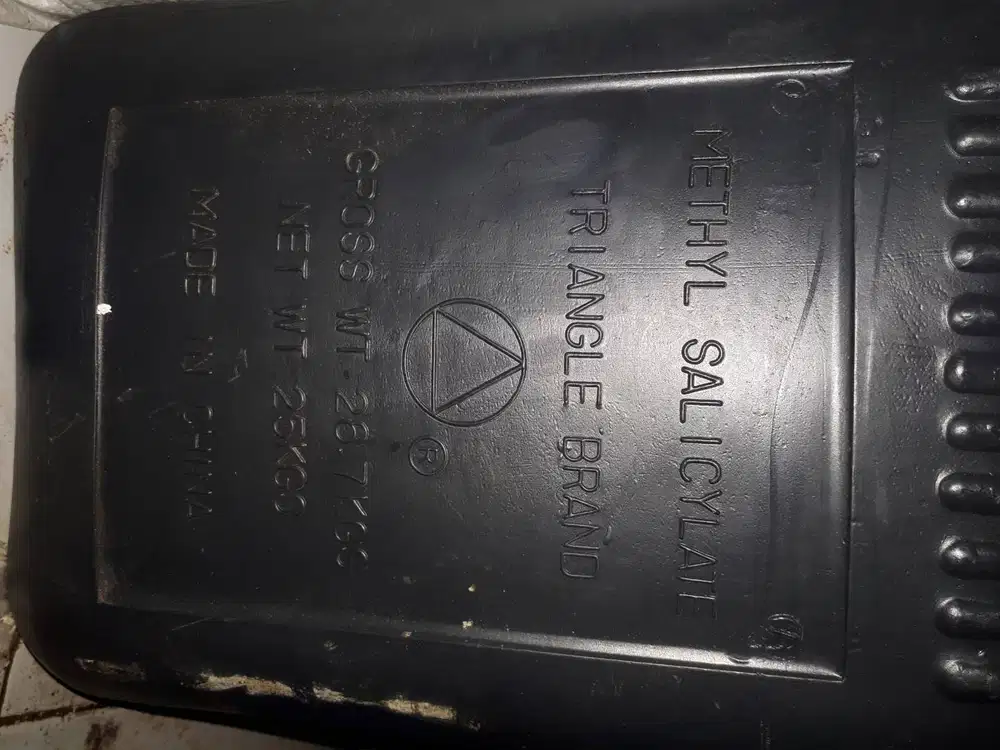 METHYL SALICYLATE
TRIANGLE BRAND
®
GROSS WT 28.7KGS
NET WT 25KGS
MADE IN CHINA